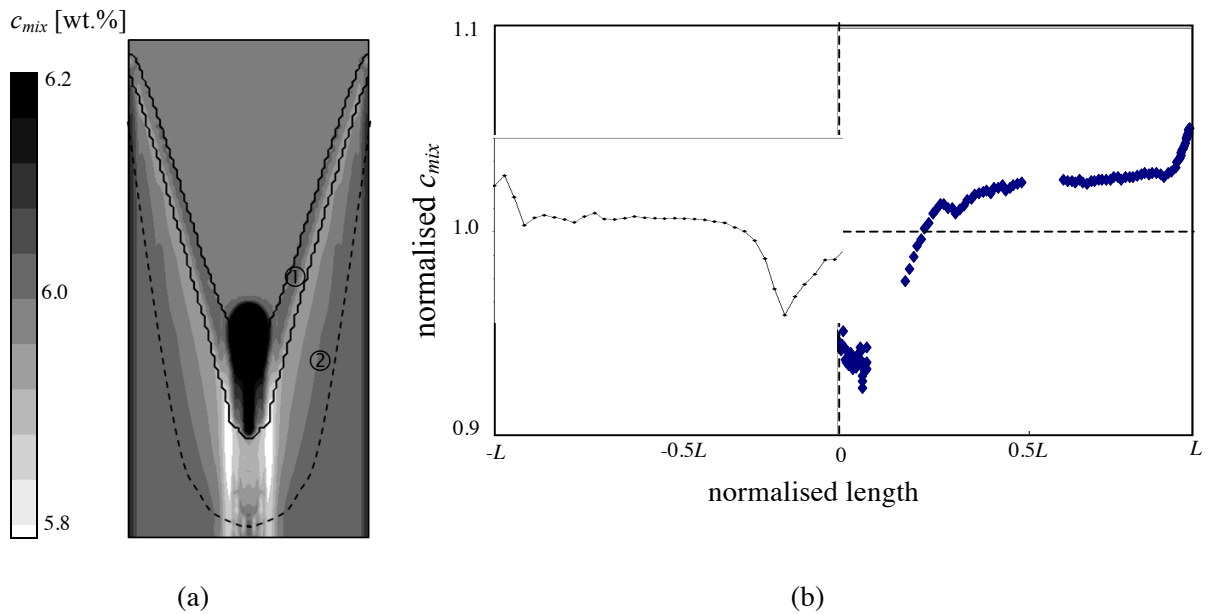 c_mix [wt.%]
6.2
6.0
5.8
①
②
(a)
normalised c_mix
1.1
1.0
0.9
-L
-0.5L
0
0.5L
L
normalised length
(b)